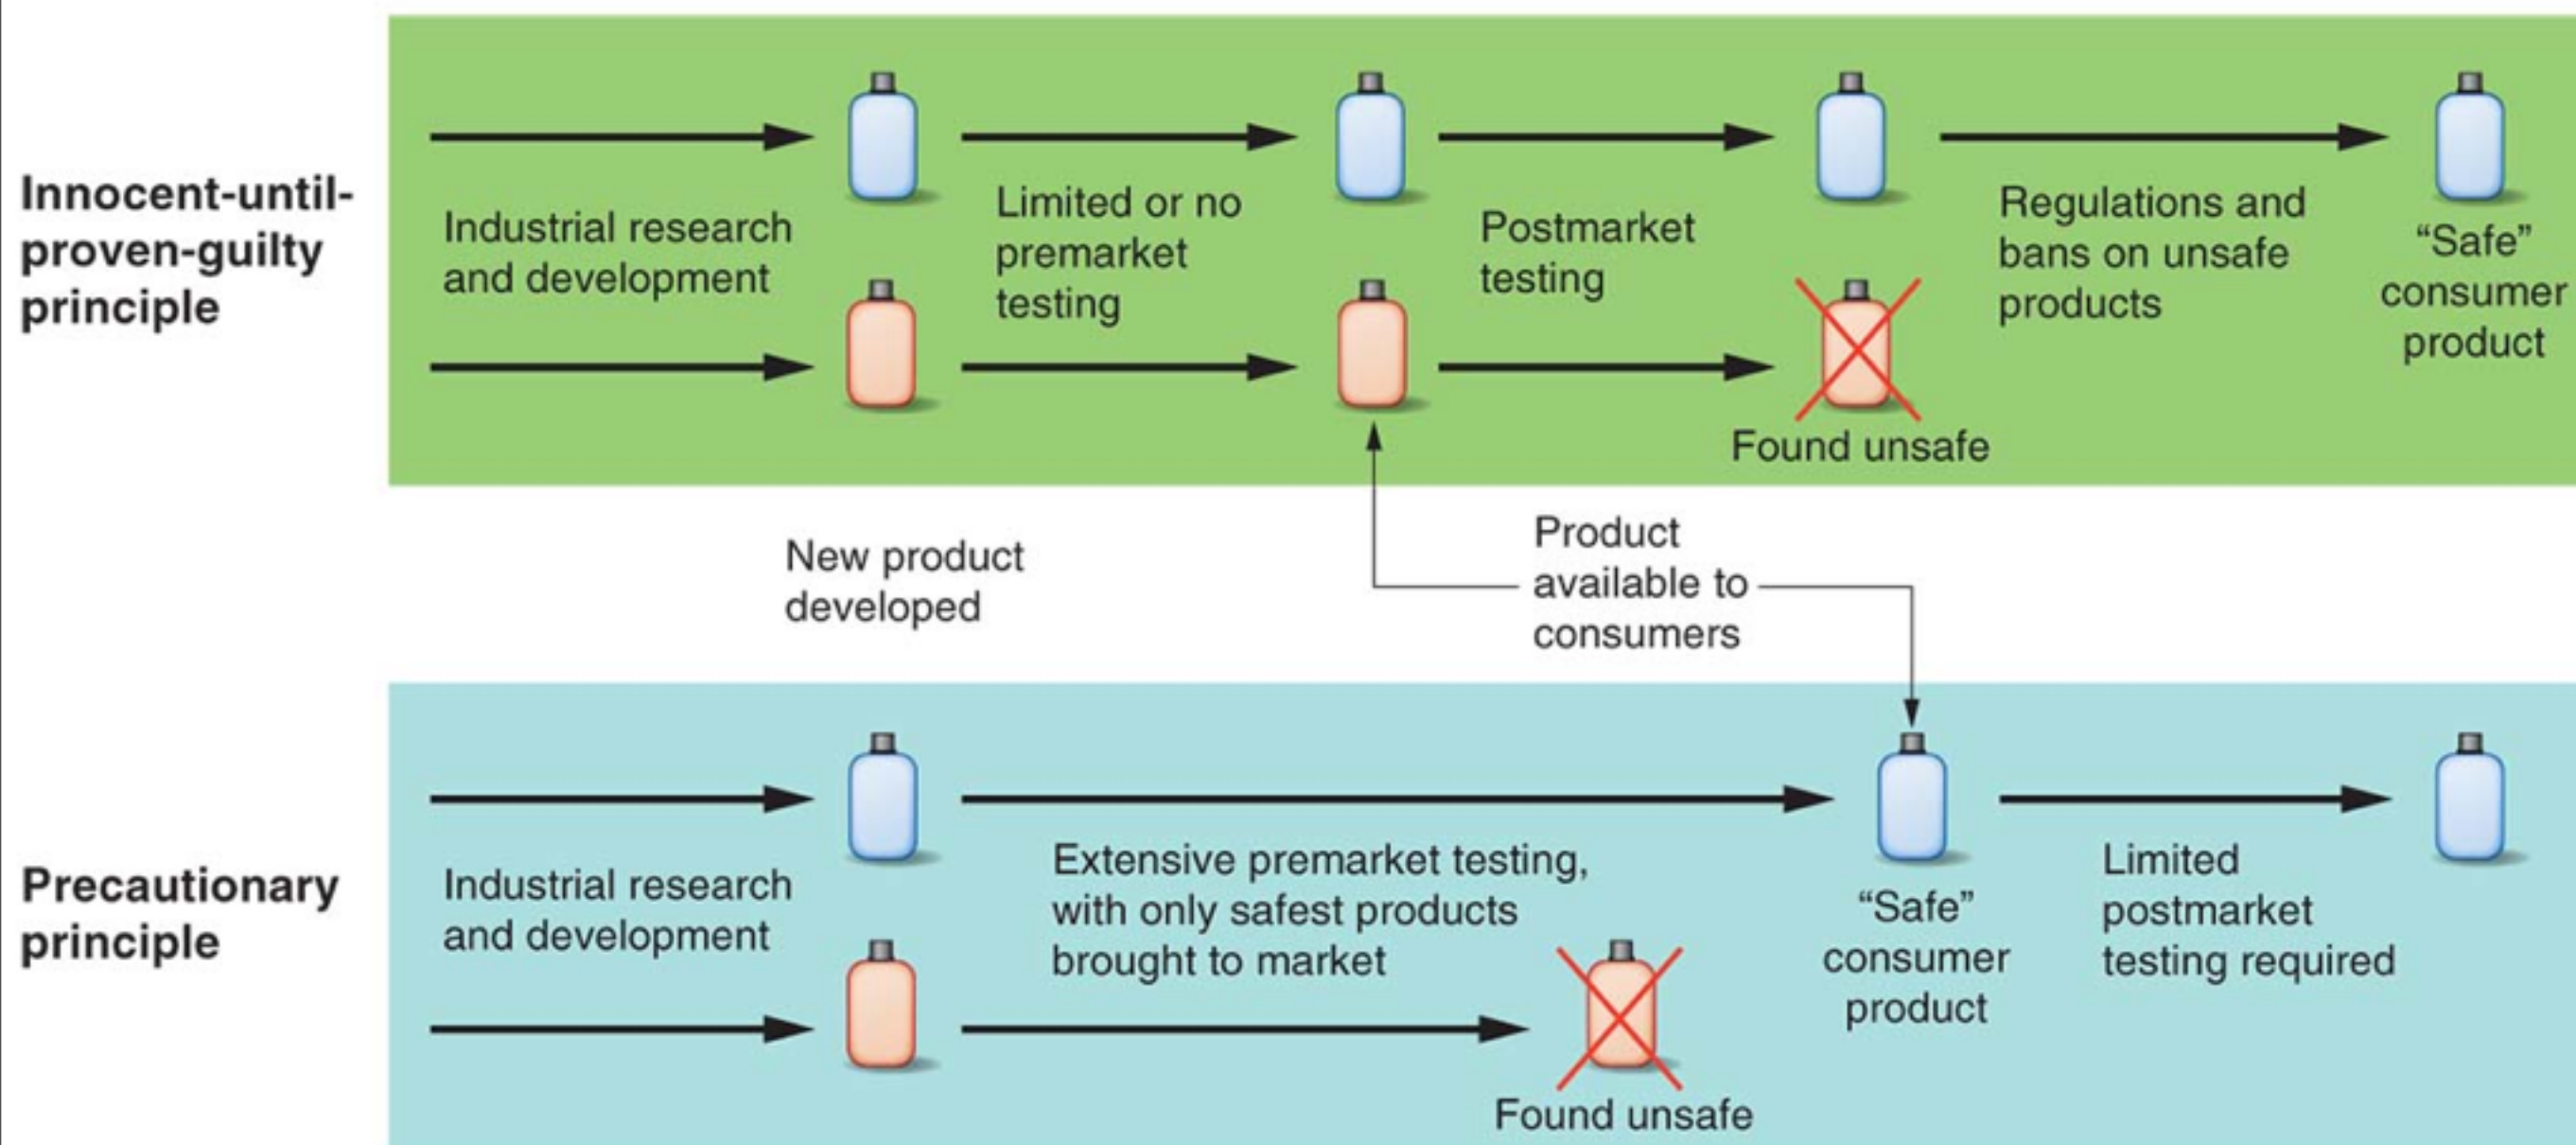 Innocent-until-
proven-guilty
principle
Industrial research
and development
Limited or no
premarket
testing
Postmarket
testing
Found unsafe
Regulations and
bans on unsafe
products
“Safe”
consumer
product
New product
developed
Product
available to
consumers
Precautionary
principle
Industrial research
and development
Extensive premarket testing,
with only safest products
brought to market
Found unsafe
“Safe”
consumer
product
Limited
postmarket
testing required